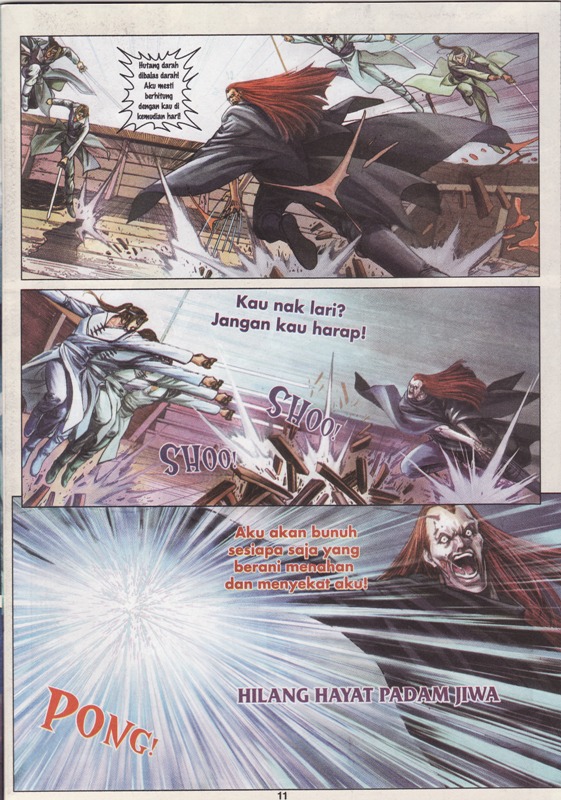 Hutang darah
dibalas darah!
Aku mesti
berhitung
dengan kau di
kemudian hari!
Kau nak lari?
Jangan kau harap!
SHOO!
SHOO!
Aku akan bunuh
sesiapa saja yang
berani menahan
dan menyekat aku!
HILANG HAYAT PADAM JIWA
PONG!
11